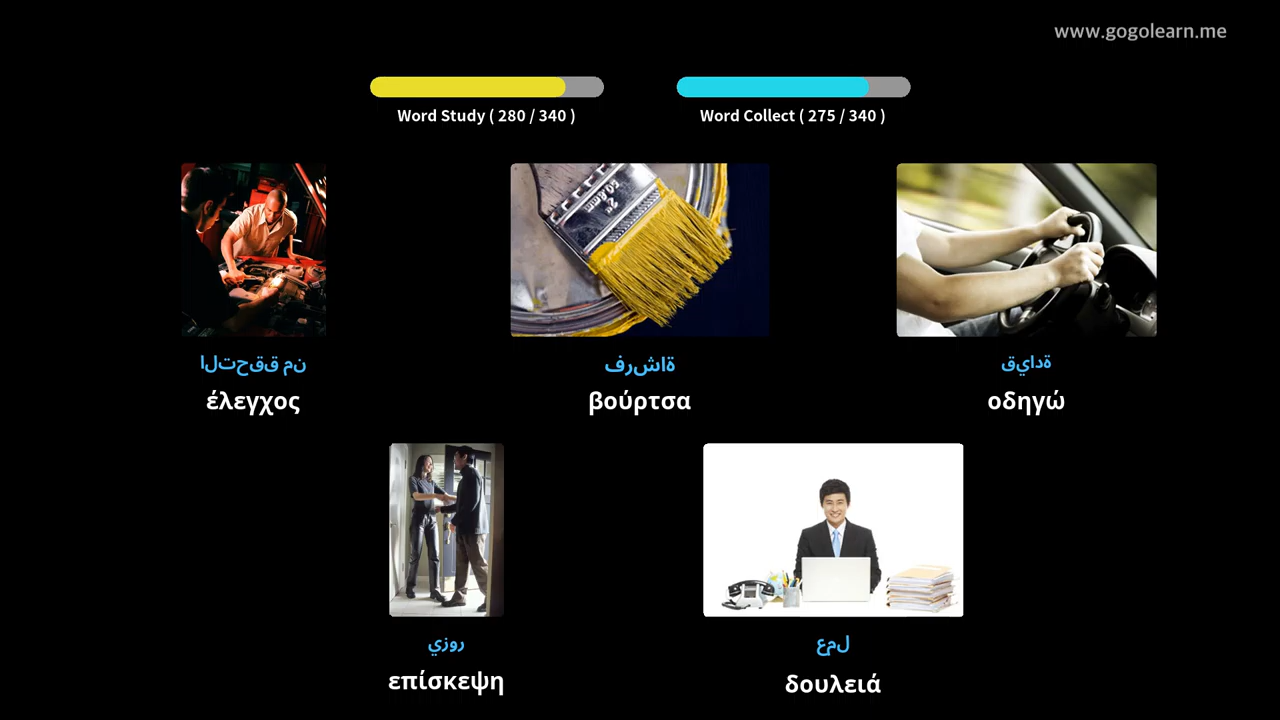 www.gogolearn.me
Word Study ( 280 / 340 )
Word Collect ( 275 / 340 )
التحقق من
έλεγχος
فرشاة
βούρτσα
قيادة
οδηγώ
يزور
επίσκεψη
عمل
δουλειά